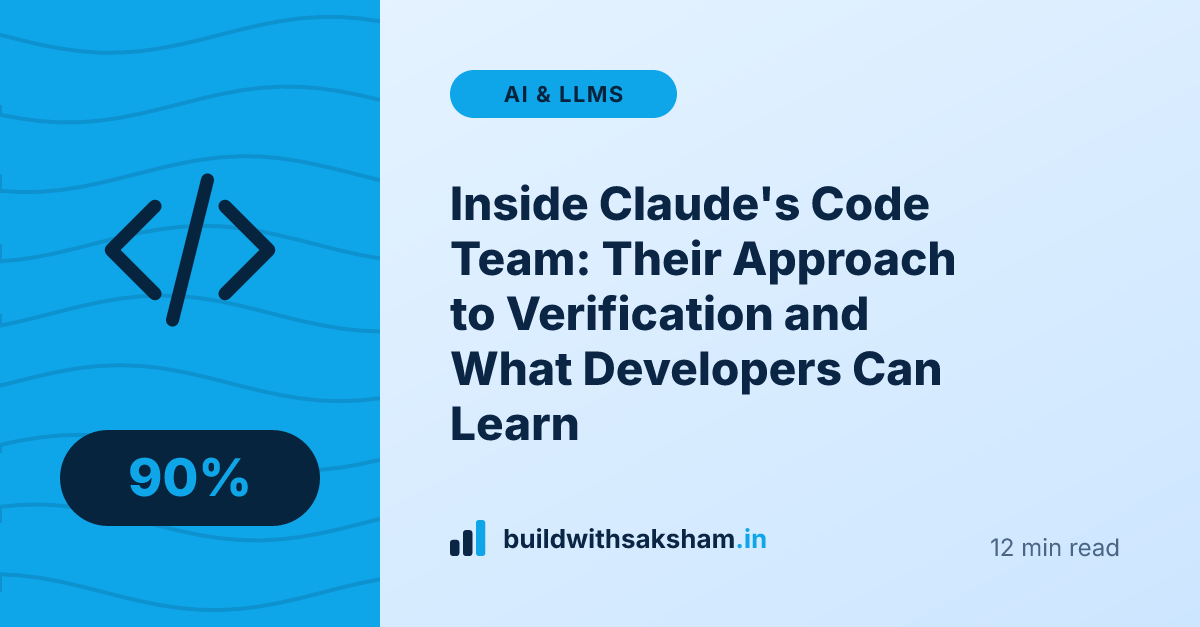 AI & LLMS
Inside Claude's Code
Team: Their Approach
to Verification and
What Developers Can
Learn
90%
buildwithsaksham.in
12 min read